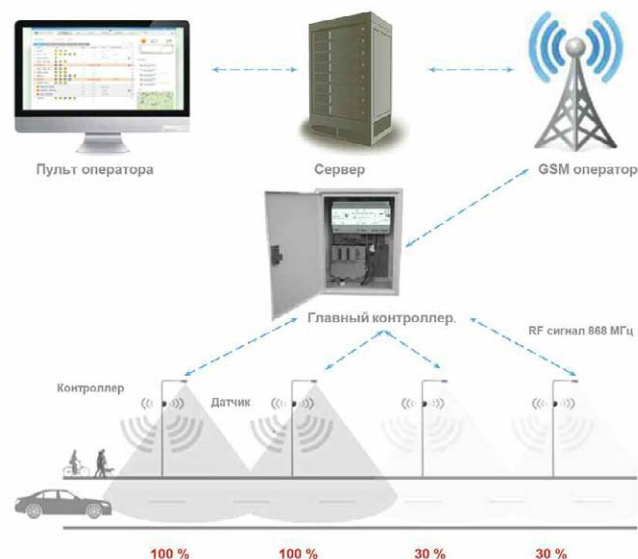 Пульт оператора
Сервер
GSM оператор
Главный контроллер.
RF сигнал 868 МГц
Контроллер
Датчик
100 %
100 %
30 %
30 %